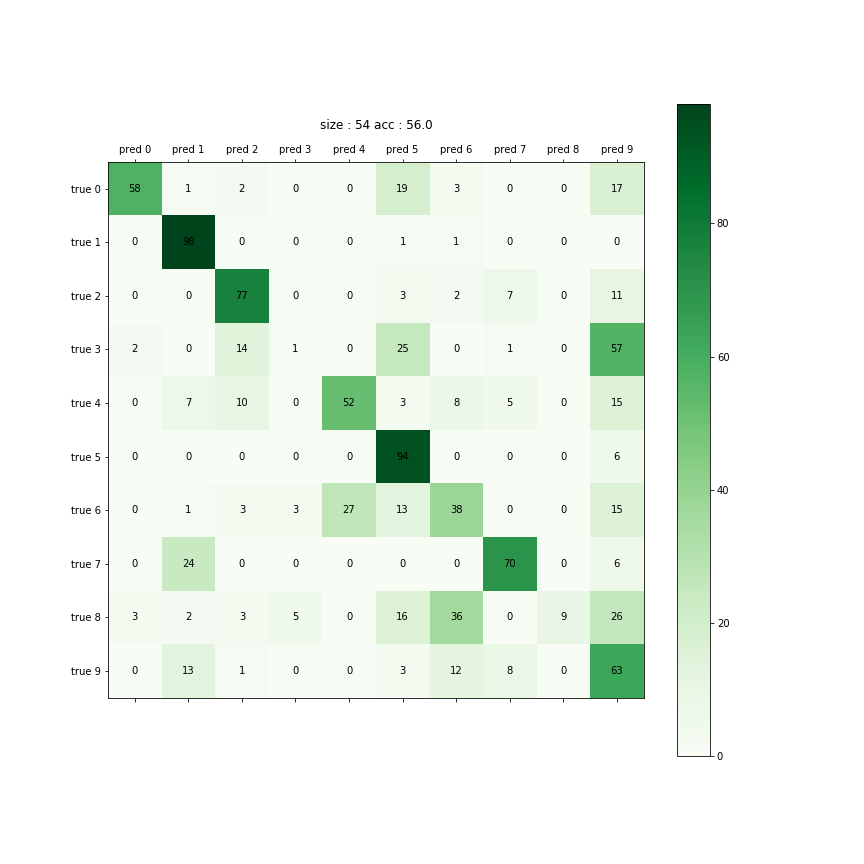 size : 54 acc : 56.0
pred 0 pred 1 pred 2 pred 3 pred 4 pred 5 pred 6 pred 7 pred 8 pred 9
true 0 58 1 2 0 0 19 3 0 0 17
true 1 0 98 0 0 0 1 1 0 0 0
true 2 0 0 77 0 0 3 2 7 0 11
true 3 2 0 14 1 0 25 0 1 0 57
true 4 0 7 10 0 52 3 8 5 0 15
true 5 0 0 0 0 0 94 0 0 0 6
true 6 0 1 3 3 27 13 38 0 0 15
true 7 0 24 0 0 0 0 0 70 0 6
true 8 3 2 3 5 0 16 36 0 9 26
true 9 0 13 1 0 0 3 12 8 0 63
80
60
40
20
0